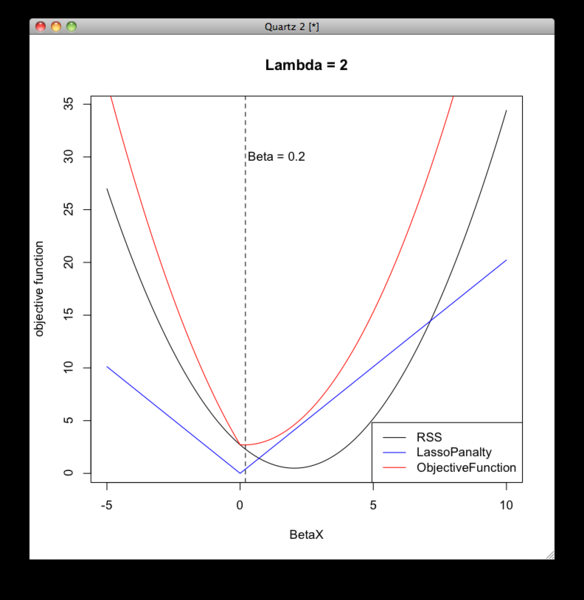 Quartz 2 [*]
Lambda = 2
objective function
35
30
25
20
15
10
5
0
Beta = 0.2
RSS
LassoPanalty
ObjectiveFunction
-5 0 5 10
BetaX